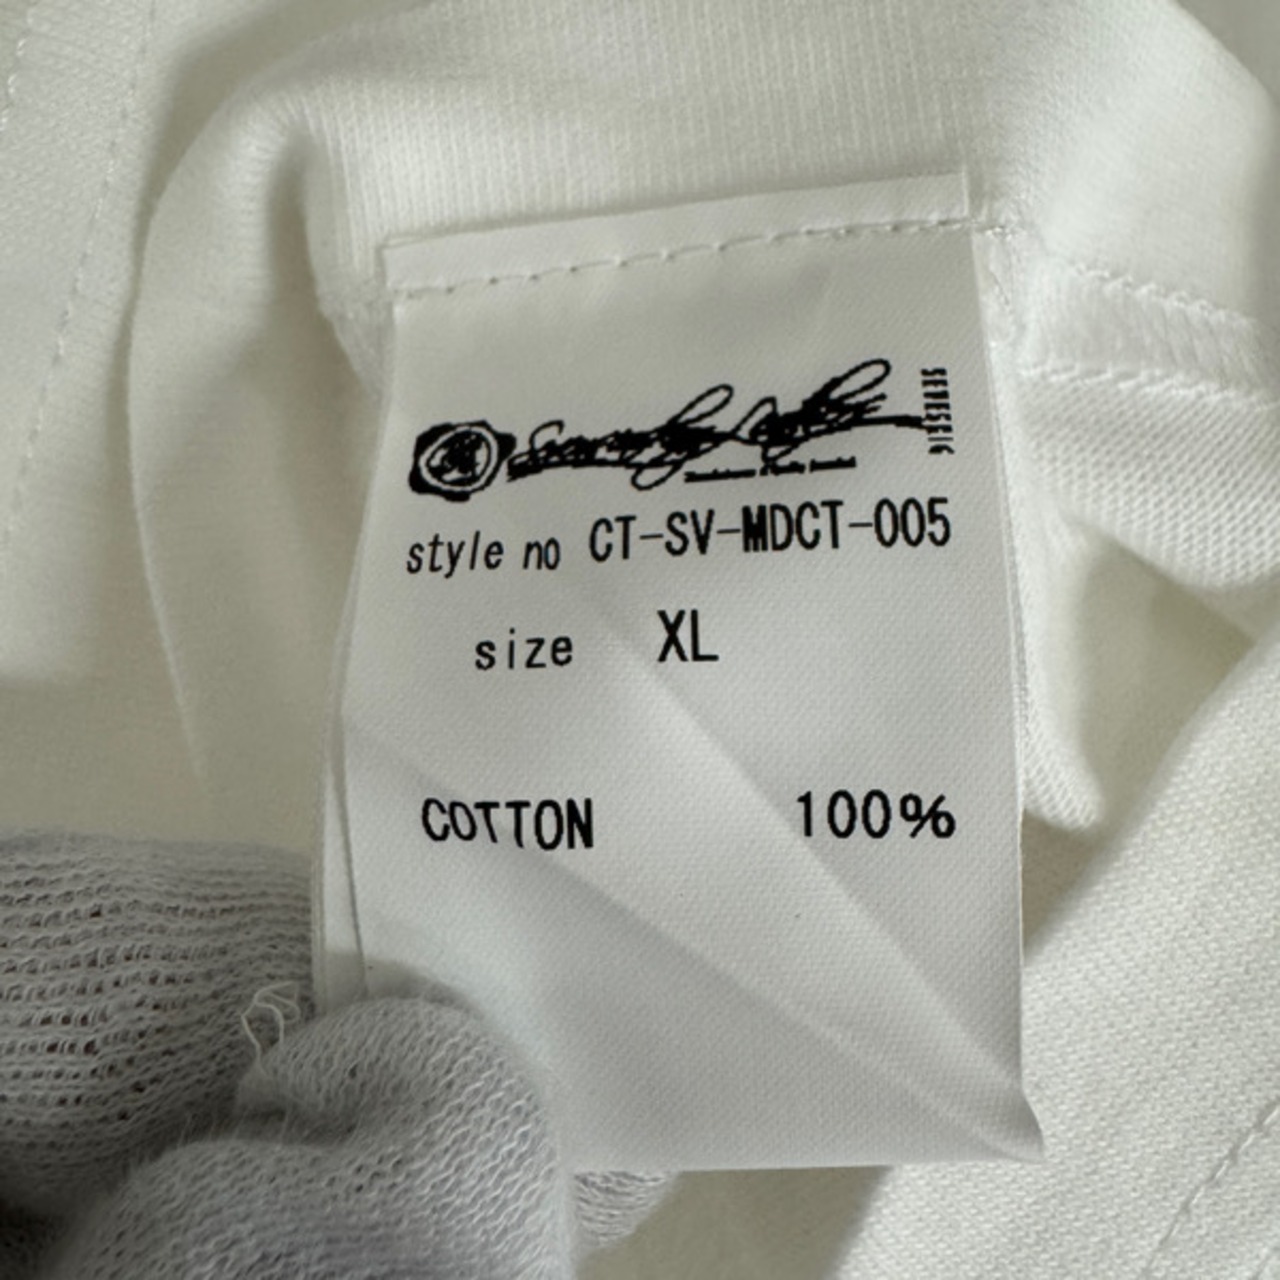 style no CT-SV-MDCT-005
size XL
COTTON 100%